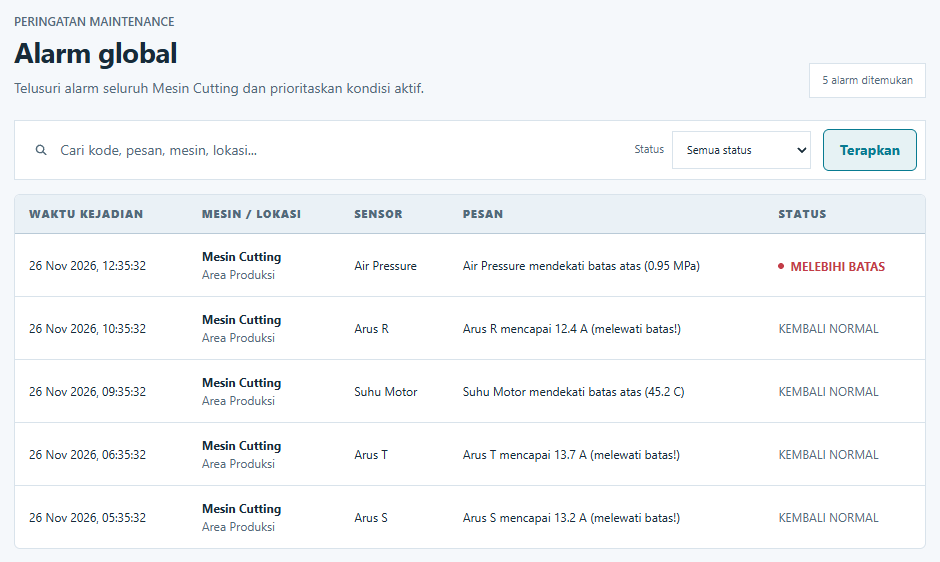 PERINGATAN MAINTENANCE
Alarm global
Telusuri alarm seluruh Mesin Cutting dan prioritaskan kondisi aktif.
5 alarm ditemukan
Cari kode, pesan, mesin, lokasi...
Status
Semua status
Terapkan
WAKTU KEJADIAN MESIN / LOKASI SENSOR PESAN STATUS
26 Nov 2026, 12:35:32 Mesin Cutting Air Pressure Air Pressure mendekati batas atas (0.95 MPa) MELEBIHI BATAS
Area Produksi
26 Nov 2026, 10:35:32 Mesin Cutting Arus R Arus R mencapai 12.4 A (melewati batas!) KEMBALI NORMAL
Area Produksi
26 Nov 2026, 09:35:32 Mesin Cutting Suhu Motor Suhu Motor mendekati batas atas (45.2 C) KEMBALI NORMAL
Area Produksi
26 Nov 2026, 06:35:32 Mesin Cutting Arus T Arus T mencapai 13.7 A (melewati batas!) KEMBALI NORMAL
Area Produksi
26 Nov 2026, 05:35:32 Mesin Cutting Arus S Arus S mencapai 13.2 A (melewati batas!) KEMBALI NORMAL
Area Produksi